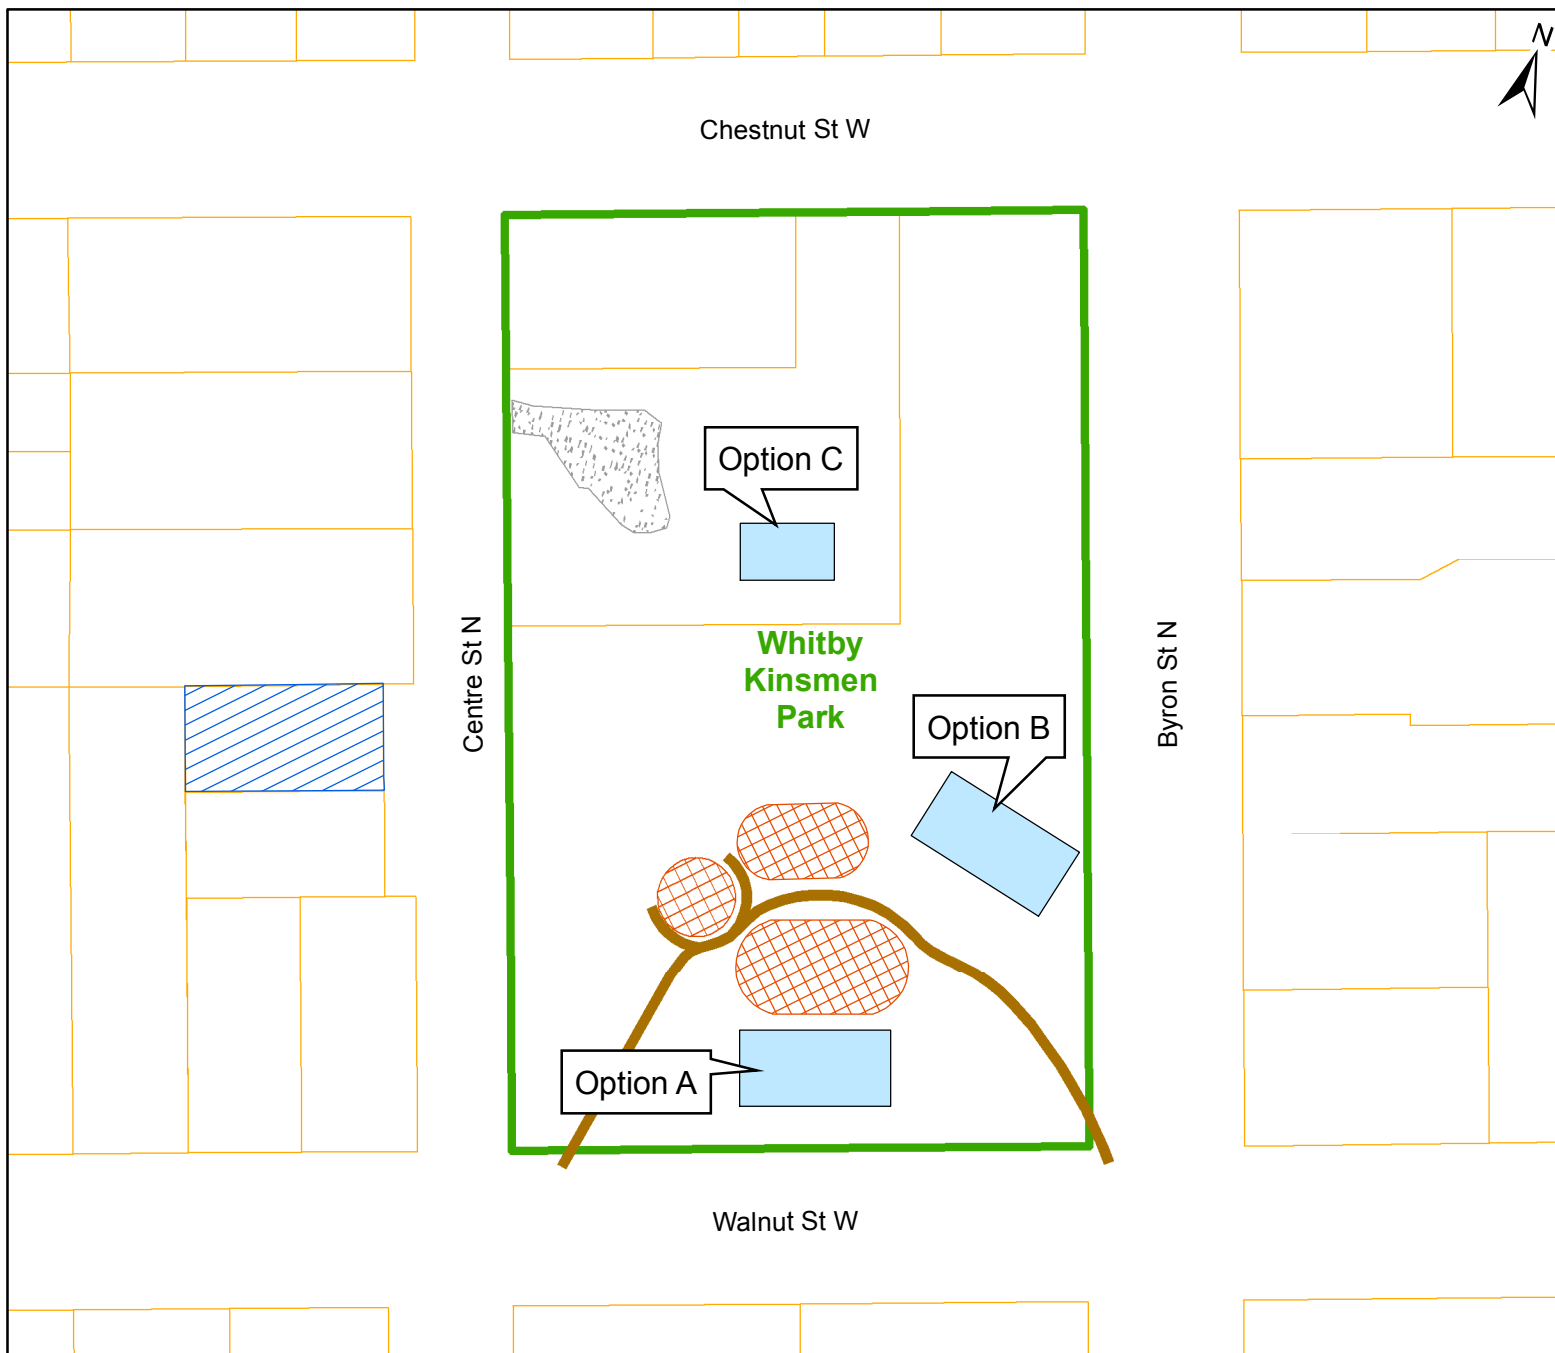 N
Chestnut St W
Option C
Centre St N
Whitby
Kinsmen
Park
Byron St N
Option B
Option A
Walnut St W